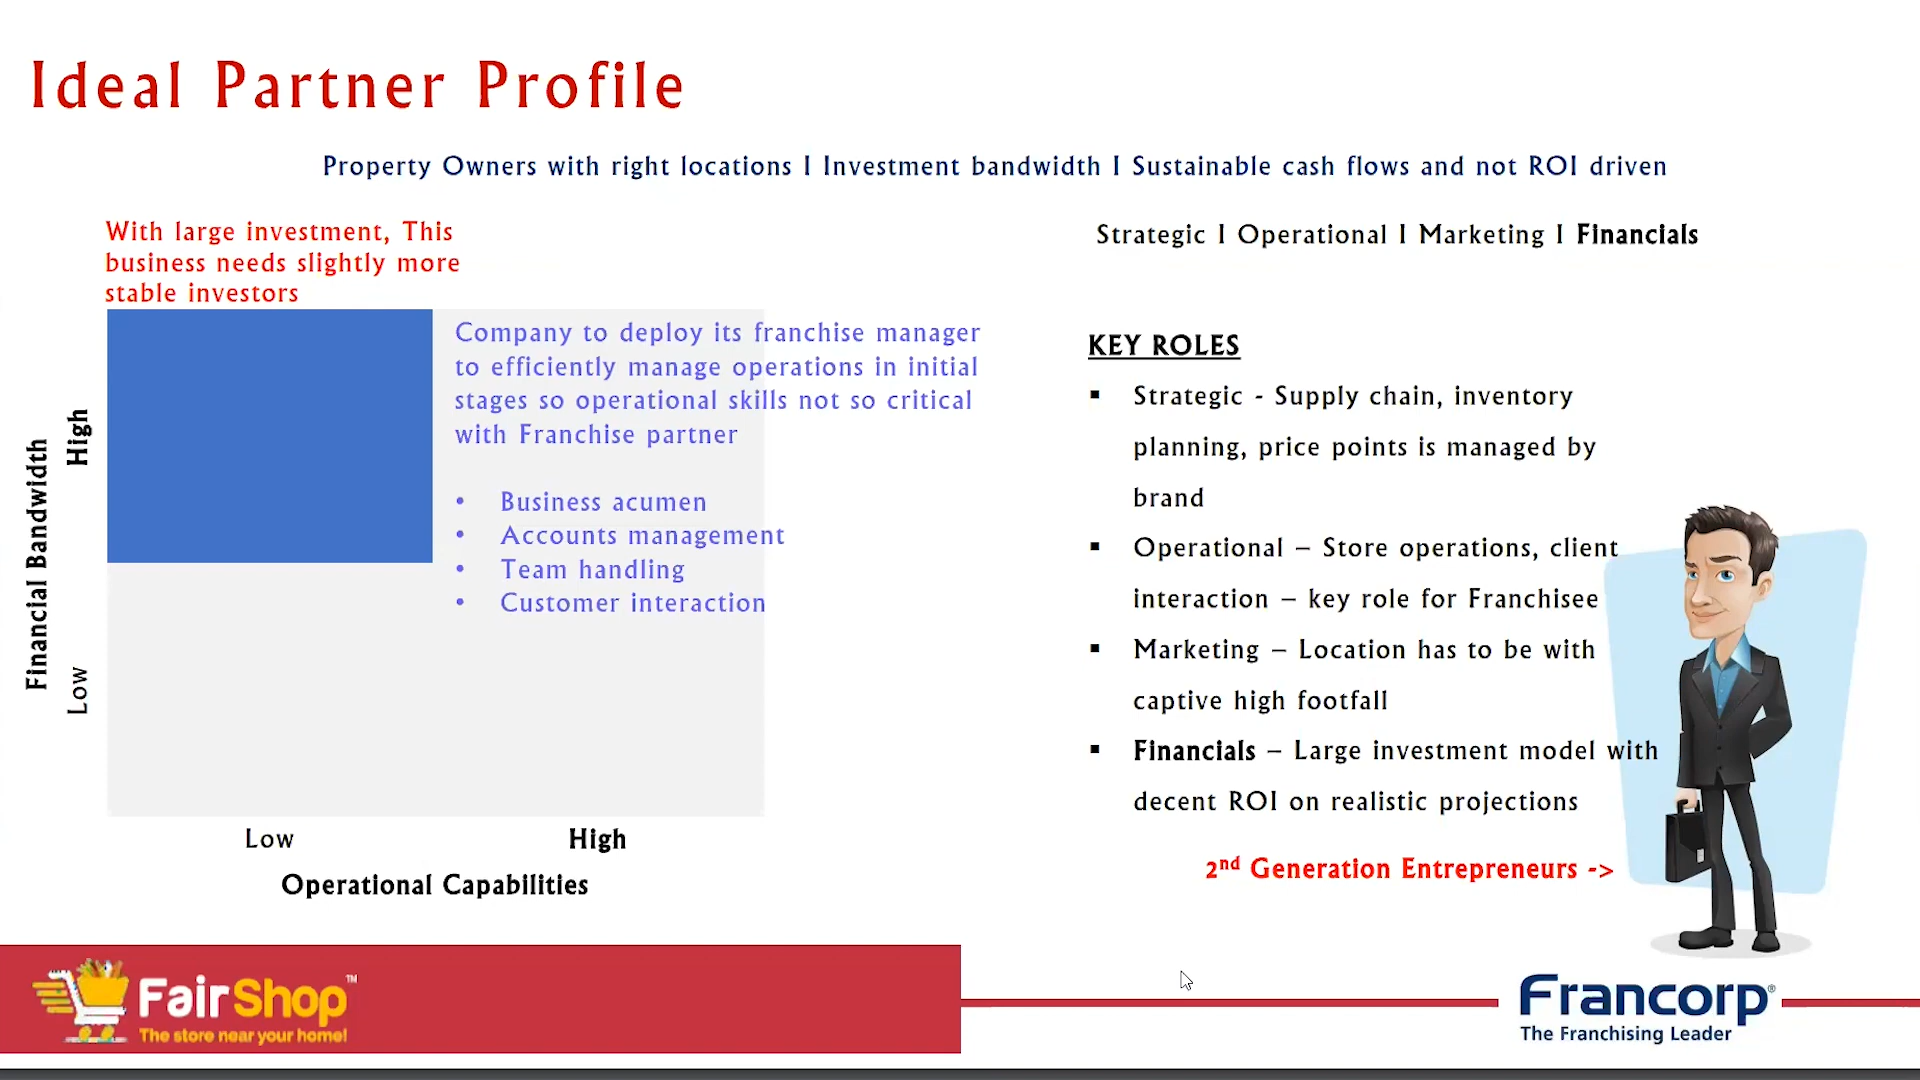 Ideal Partner Profile
Property Owners with right locations I Investment bandwidth I Sustainable cash flows and not ROI driven
With large investment, This
business needs slightly more
stable investors
Strategic I Operational I Marketing I Financials
Company to deploy its franchise manager
to efficiently manage operations in initial
stages so operational skills not so critical
with Franchise partner
• Business acumen
• Accounts management
• Team handling
• Customer interaction
Financial Bandwidth
High
Low
Low
High
Operational Capabilities
KEY ROLES
▪ Strategic - Supply chain, inventory
planning, price points is managed by
brand
▪ Operational – Store operations, client
interaction – key role for Franchisee
▪ Marketing – Location has to be with
captive high footfall
▪ Financials – Large investment model with
decent ROI on realistic projections
2nd Generation Entrepreneurs ->
FairShop™
The store near your home!
Francorp®
The Franchising Leader